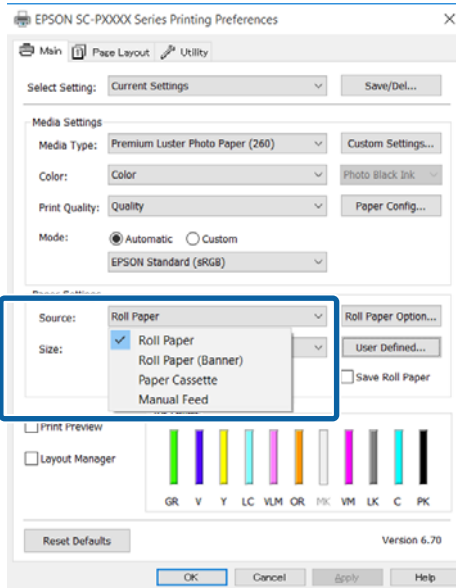 EPSON SC-PXXXX Series Printing Preferences
Main Page Layout Utility
Select Setting: Current Settings Save/Del...
Media Settings
Media Type: Premium Luster Photo Paper (260) Custom Settings...
Color: Color Photo Black Ink
Print Quality: Quality Paper Config...
Mode: Automatic Custom
EPSON Standard (sRGB)
Paper Settings
Source: Roll Paper Roll Paper Option...
Roll Paper
Size: User Defined...
Roll Paper (Banner)
Paper Cassette Save Roll Paper
Manual Feed
Print Preview
Layout Manager
GR V Y LC VLM OR MK VM LK C PK
Reset Defaults Version 6.70
OK Cancel Apply Help